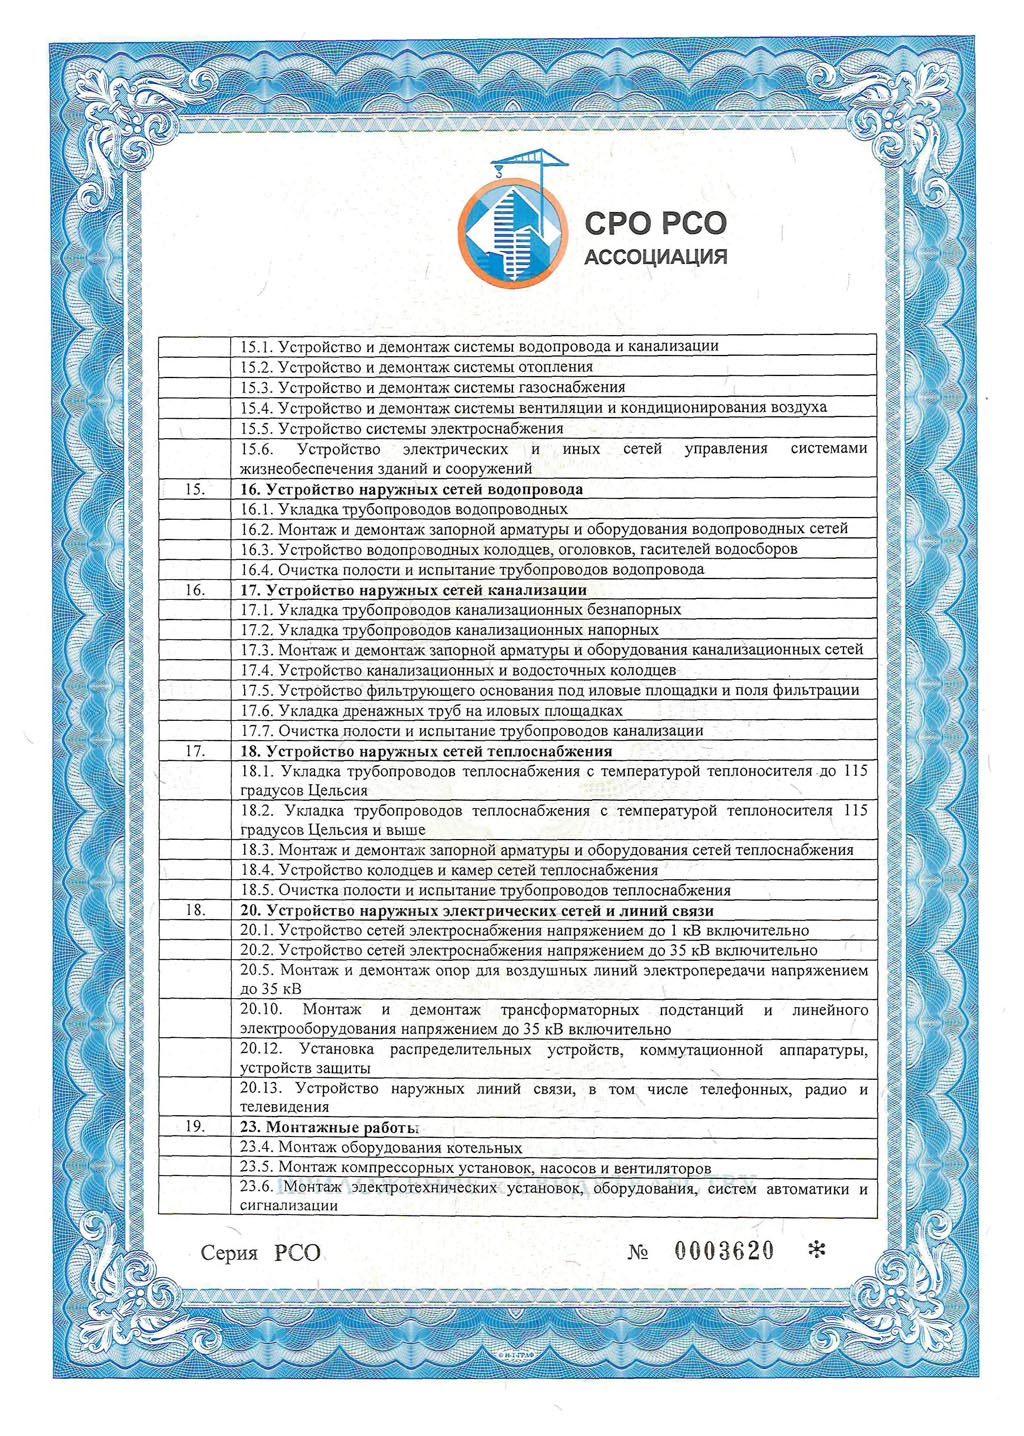 СРО РСО
АССОЦИАЦИЯ
15.1. Устройство и демонтаж системы водопровода и канализации
15.2. Устройство и демонтаж системы отопления
15.3. Устройство и демонтаж системы газоснабжения
15.4. Устройство и демонтаж системы вентиляции и кондиционирования воздуха
15.5. Устройство системы электроснабжения
15.6. Устройство электрических и иных сетей управления системами
жизнеобеспечения зданий и сооружений
15. 16. Устройство наружных сетей водопровода
16.1. Укладка трубопроводов водопроводных
16.2. Монтаж и демонтаж запорной арматуры и оборудования водопроводных сетей
16.3. Устройство водопроводных колодцев, оголовков, гасителей водосборов
16.4. Очистка полости и испытание трубопроводов водопровода
16. 17. Устройство наружных сетей канализации
17.1. Укладка трубопроводов канализационных безнапорных
17.2. Укладка трубопроводов канализационных напорных
17.3. Монтаж и демонтаж запорной арматуры и оборудования канализационных сетей
17.4. Устройство канализационных и водосточных колодцев
17.5. Устройство фильтрующего основания под иловые площадки и поля фильтрации
17.6. Укладка дренажных труб на иловых площадках
17.7. Очистка полости и испытание трубопроводов канализации
17. 18. Устройство наружных сетей теплоснабжения
18.1. Укладка трубопроводов теплоснабжения с температурой теплоносителя до 115
градусов Цельсия
18.2. Укладка трубопроводов теплоснабжения с температурой теплоносителя 115
градусов Цельсия и выше
18.3. Монтаж и демонтаж запорной арматуры и оборудования сетей теплоснабжения
18.4. Устройство колодцев и камер сетей теплоснабжения
18.5. Очистка полости и испытание трубопроводов теплоснабжения
18. 20. Устройство наружных электрических сетей и линий связи
20.1. Устройство сетей электроснабжения напряжением до 1 кВ включительно
20.2. Устройство сетей электроснабжения напряжением до 35 кВ включительно
20.5. Монтаж и демонтаж опор для воздушных линий электропередачи напряжением
до 35 кВ
20.10. Монтаж и демонтаж трансформаторных подстанций и линейного
электрооборудования напряжением до 35 кВ включительно
20.12. Установка распределительных устройств, коммутационной аппаратуры,
устройств защиты
20.13. Устройство наружных линий связи, в том числе телефонных, радио и
телевидения
19. 23. Монтажные работы
23.4. Монтаж оборудования котельных
23.5. Монтаж компрессорных установок, насосов и вентиляторов
23.6. Монтаж электротехнических установок, оборудования, систем автоматики и
сигнализации
Серия РСО № 0003620 *
© Н-Т-ГРАФ